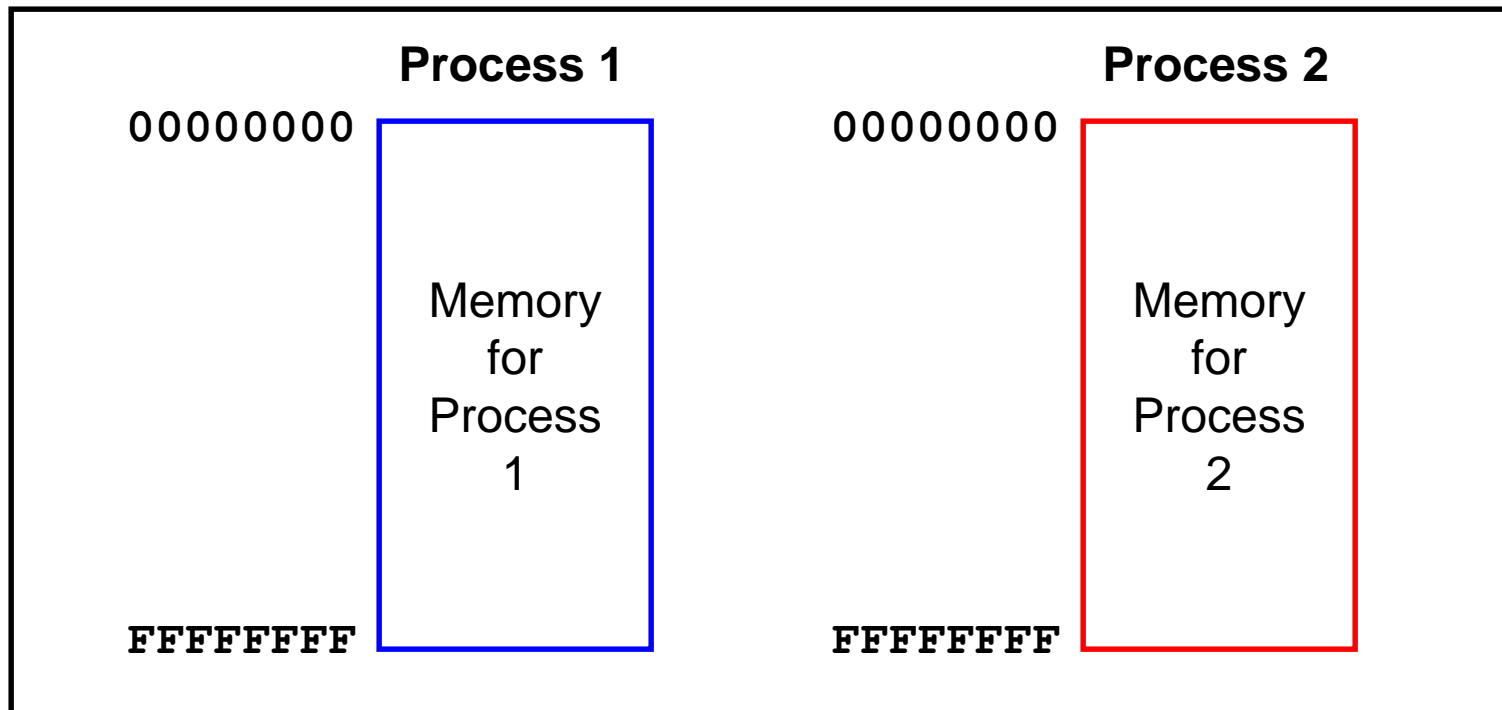 Process 1
00000000
Memory
for
Process
1
FFFFFFFF
Process 2
00000000
Memory
for
Process
2
FFFFFFFF